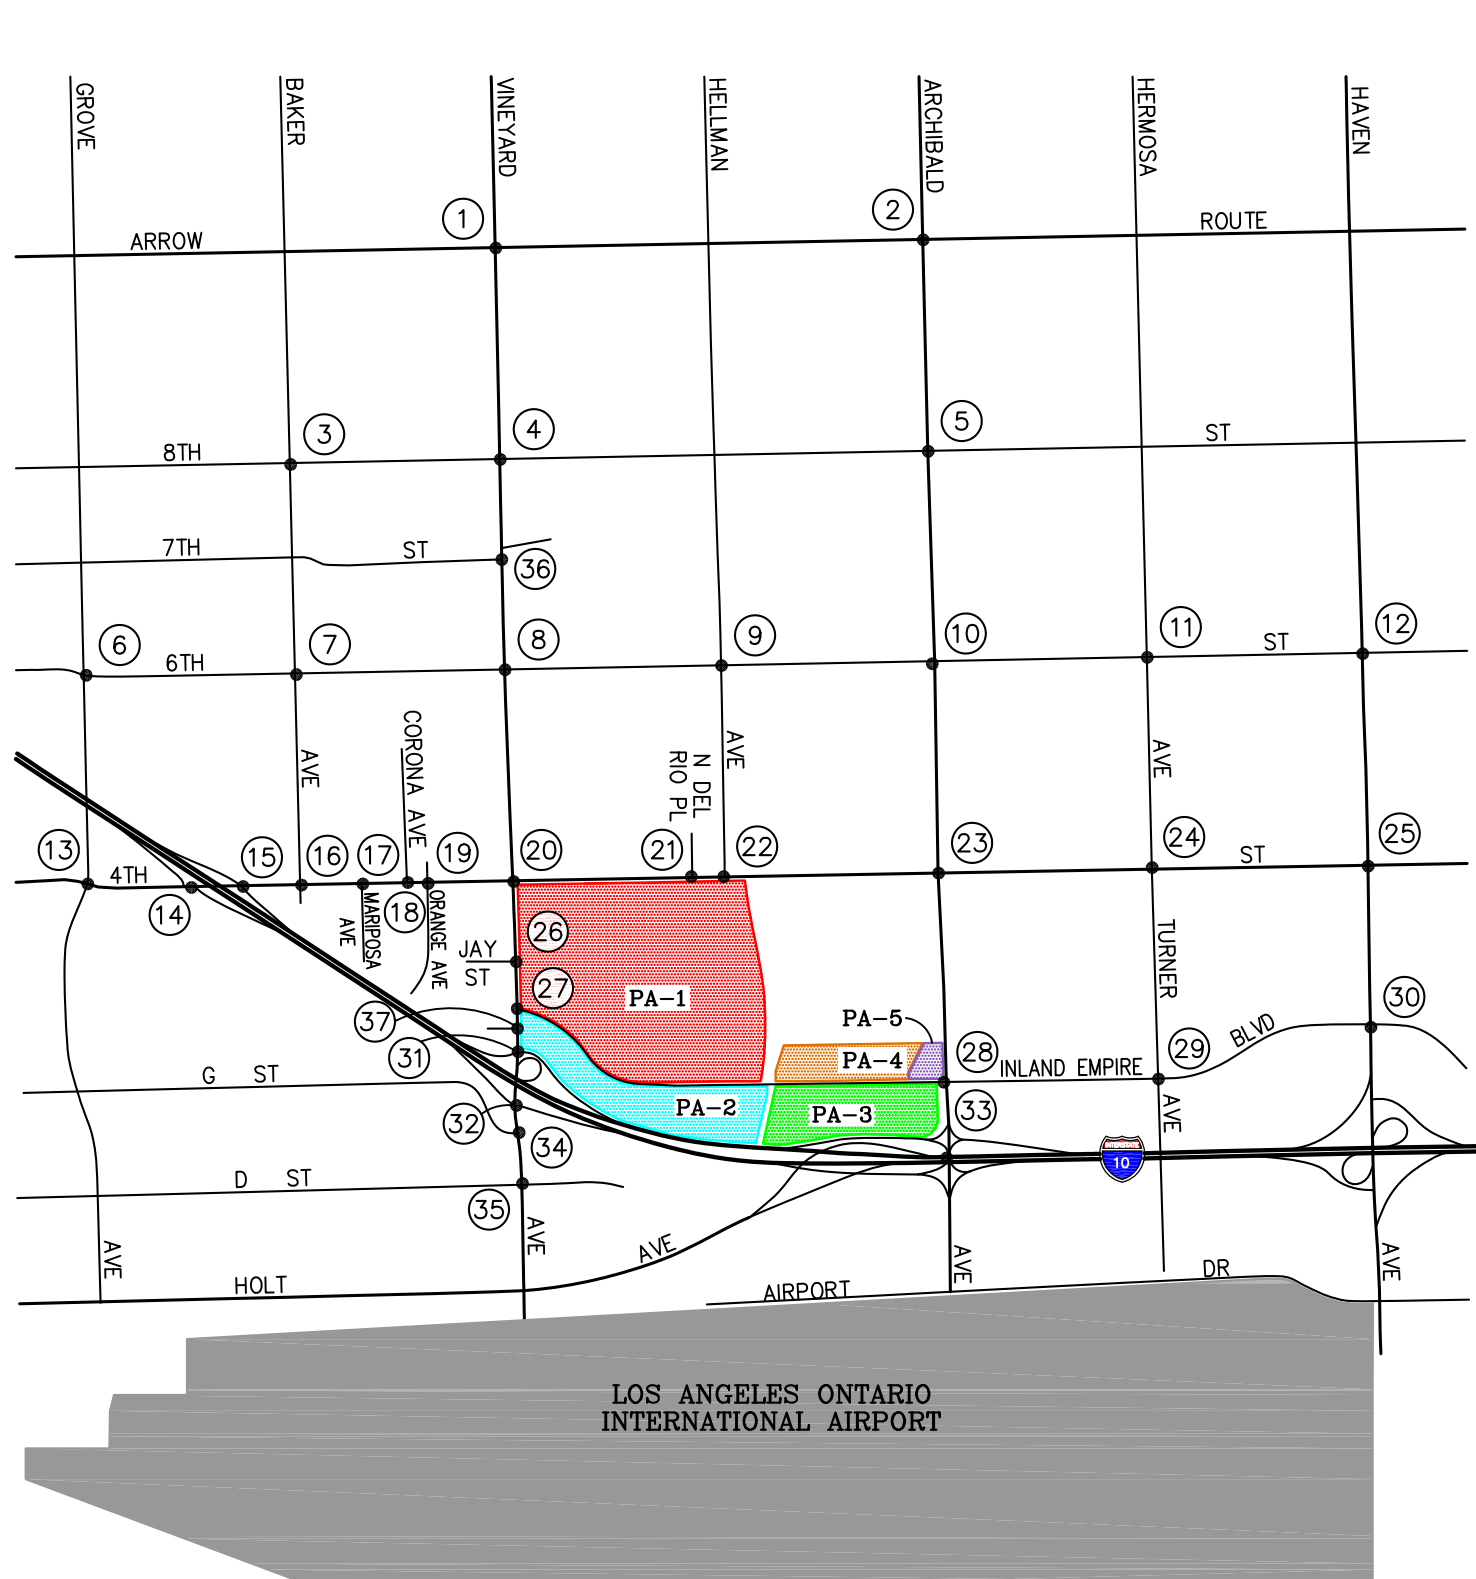 GROVE
BAKER
VINEYARD
HELLMAN
ARCHIBALD
HERMOSA
HAVEN
1
2
ARROW
ROUTE
3
4
5
8TH
ST
7TH
ST
36
6
7
8
9
10
11
12
6TH
ST
CORONA AVE
AVE
N DEL
RIO PL
AVE
AVE
13
15
16
17
19
20
21
22
23
24
25
4TH
ST
14
18
MARIPOSA
AVE
ORANGE AVE
JAY
ST
26
27
TURNER
PA-1
37
31
PA-5
PA-4
28
INLAND EMPIRE
29
BLVD
30
G ST
32
34
PA-2
PA-3
33
AVE
INTERSTATE
10
D ST
35
AVE
AVE
AVE
AVE
AVE
HOLT
AIRPORT
DR
LOS ANGELES ONTARIO
INTERNATIONAL AIRPORT